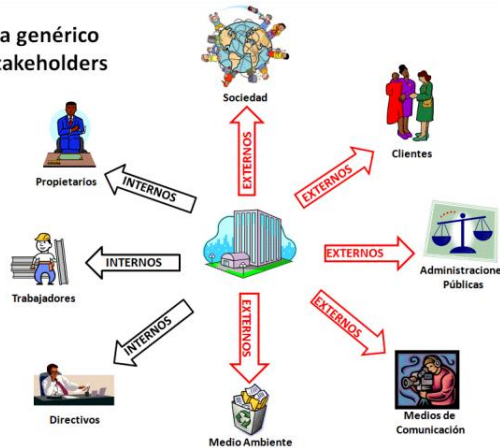 a genérico
takeholders
Sociedad
EXTERNOS
Clientes
EXTERNOS
Propietarios
INTERNOS
EXTERNOS
Administracione
Públicas
INTERNOS
Trabajadores
INTERNOS
Directivos
EXTERNOS
Medio Ambiente
EXTERNOS
Medios de
Comunicación